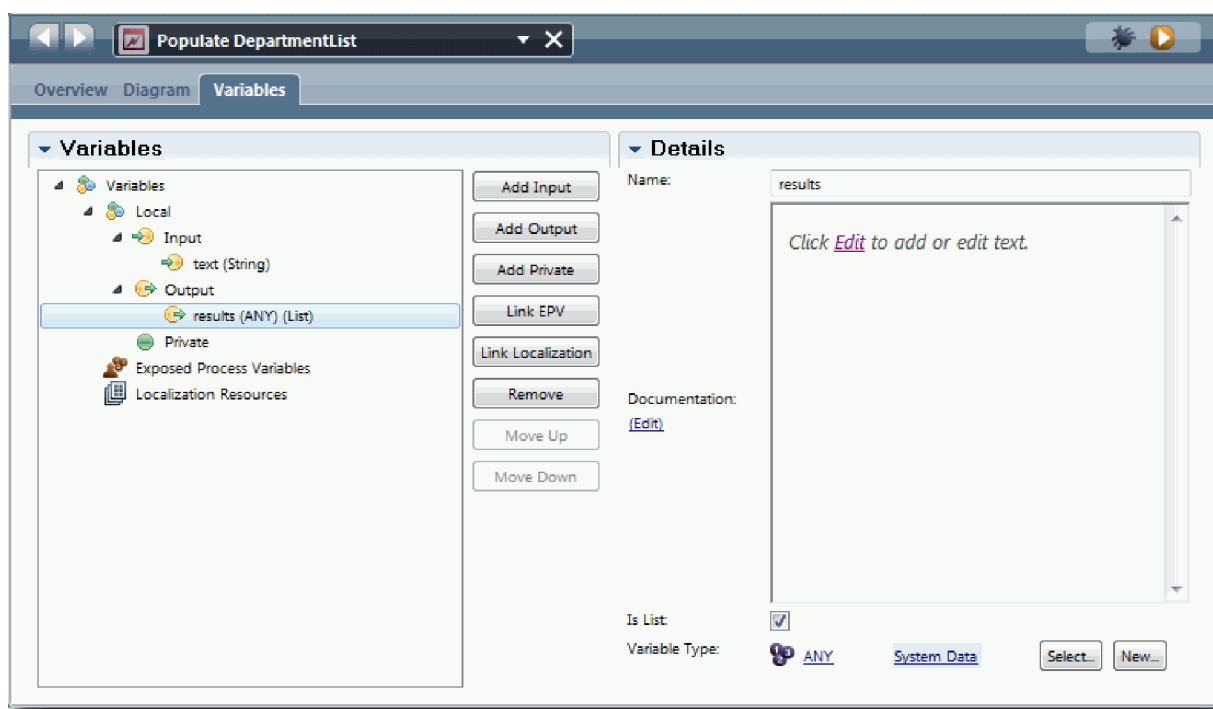 Populate DepartmentList
Overview Diagram Variables
Variables
Variables
Local
Input
text (String)
Output
results (ANY) (List)
Private
Exposed Process Variables
Localization Resources
Add Input
Add Output
Add Private
Link EPV
Link Localization
Remove
Move Up
Move Down
Details
Name: results
Click Edit to add or edit text.
Documentation:
(Edit)
Is List:
Variable Type: ANY System Data Select... New...